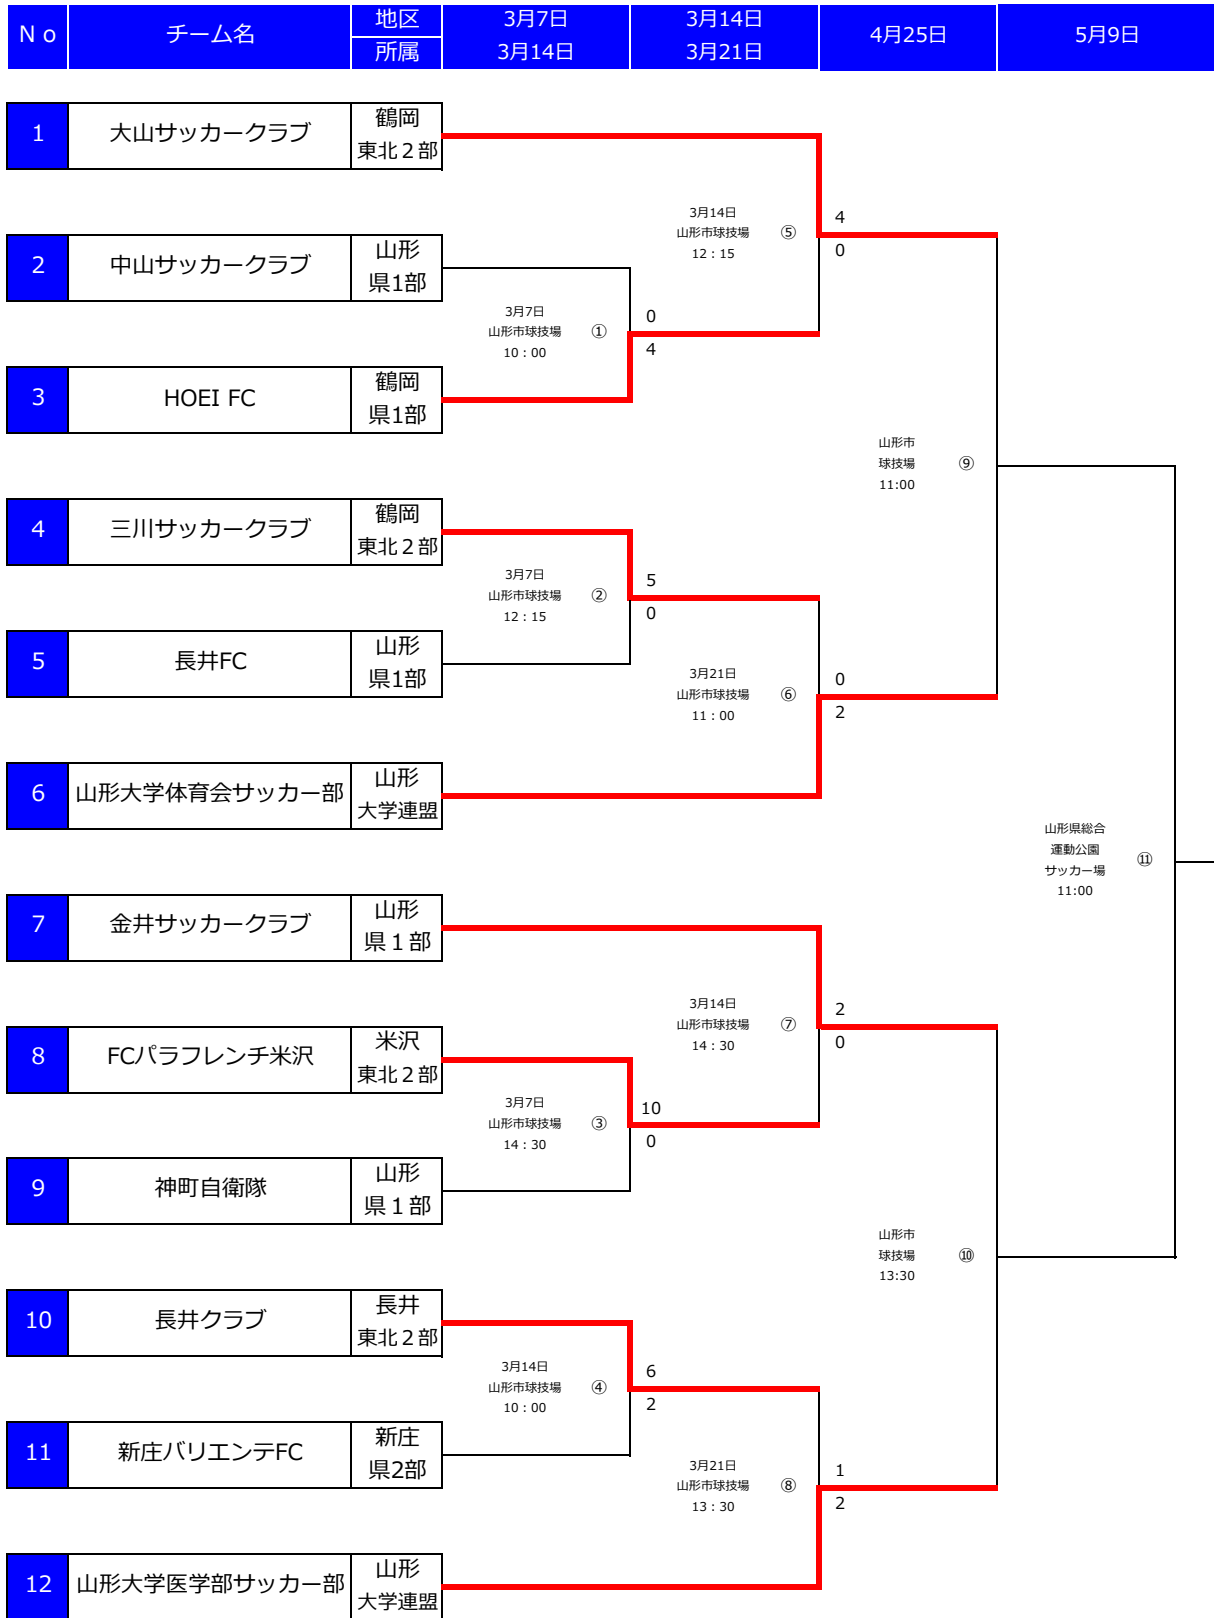 Ｎｏ チーム名 地区 3月7日 3月14日 4月25日 5月9日
所属 3月14日 3月21日
1 大山サッカークラブ 鶴岡
東北２部
3月14日
山形市球技場 ⑤
12：15
4
0
2 中山サッカークラブ 山形
県1部
3月7日
山形市球技場 ①
10：00
0
4
3 HOEI FC 鶴岡
県1部
山形市
球技場 ⑨
11:00
4 三川サッカークラブ 鶴岡
東北２部
3月7日
山形市球技場 ②
12：15
5
0
5 長井FC 山形
県1部
3月21日
山形市球技場 ⑥
11：00
0
2
6 山形大学体育会サッカー部 山形
大学連盟
山形県総合
運動公園
サッカー場
11:00
⑪
7 金井サッカークラブ 山形
県１部
3月14日
山形市球技場 ⑦
14：30
2
0
8 FCパラフレンチ米沢 米沢
東北２部
3月7日
山形市球技場 ③
14：30
10
0
9 神町自衛隊 山形
県１部
山形市
球技場 ⑩
13:30
10 長井クラブ 長井
東北２部
3月14日
山形市球技場 ④
10：00
6
2
11 新庄バリエンテFC 新庄
県2部
3月21日
山形市球技場 ⑧
13：30
1
2
12 山形大学医学部サッカー部 山形
大学連盟